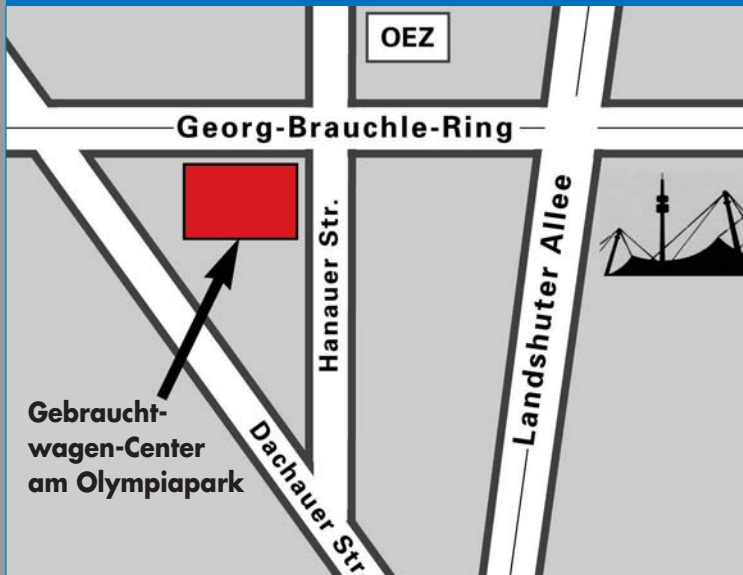 OEZ
Georg-Brauchle-Ring
Hanauer Str.
Landshuter Allee
Gebraucht-
wagen-Center
am Olympiapark
Dachauer Str